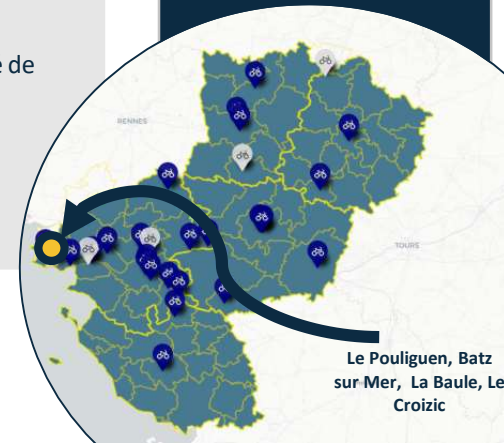 de
RENNES
TOURS
Le Pouliguen, Batz
sur Mer, La Baule, Le
Croizic